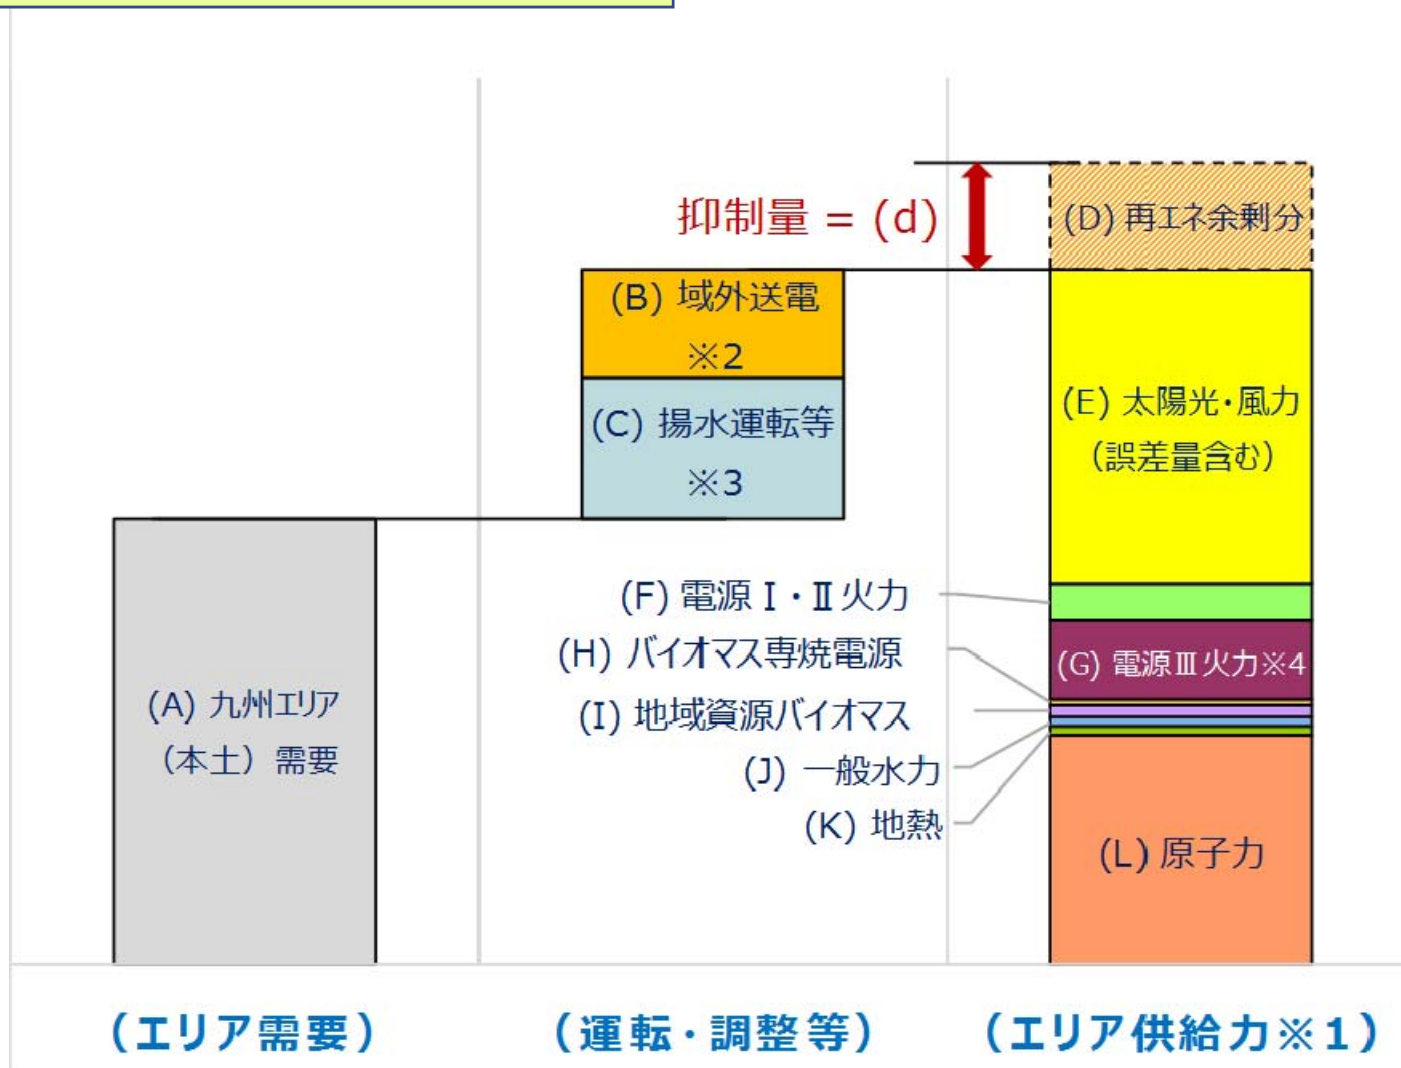 抑制量 = (d)
(D) 再エネ余剰分
(B) 域外送電
※2
(C) 揚水運転等
※3
(E) 太陽光・風力
（誤差量含む）
(F) 電源Ⅰ・Ⅱ火力
(H) バイオマス専焼電源
(G) 電源Ⅲ火力※4
(I) 地域資源バイオマス
(J) 一般水力
(K) 地熱
(A) 九州エリア
（本土）需要
(L) 原子力
（エリア需要）
（運転・調整等）
（エリア供給力※1）